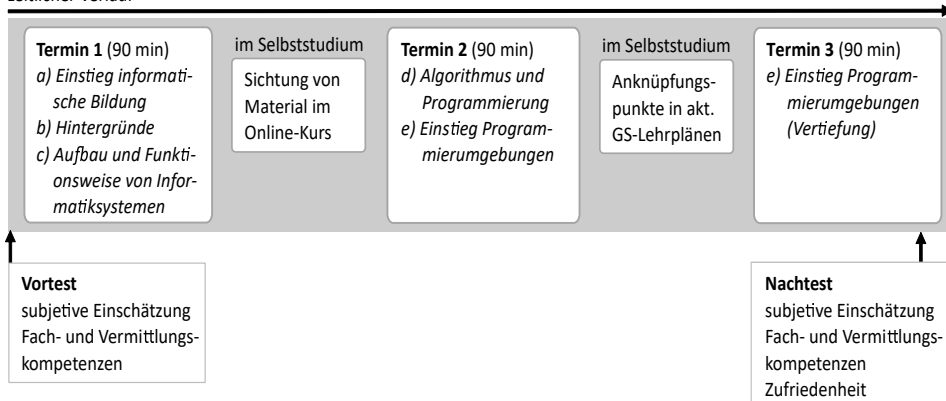 Termin 1 (90 min)
a) Einstieg informati-
sche Bildung
b) Hintergründe
c) Aufbau und Funkti-
onsweise von Infor-
matiksystemen
im Selbststudium
Sichtung von
Material im
Online-Kurs
Termin 2 (90 min)
d) Algorithmus und
Programmierung
e) Einstieg Program-
mierumgebungen
im Selbststudium
Anknüpfungs-
punkte in akt.
GS-Lehrplänen
Termin 3 (90 min)
e) Einstieg Program-
mierumgebungen
(Vertiefung)
Vortest
subjetive Einschätzung
Fach- und Vermittlungs-
kompetenzen
Nachtest
subjetive Einschätzung
Fach- und Vermittlungs-
kompetenzen
Zufriedenheit